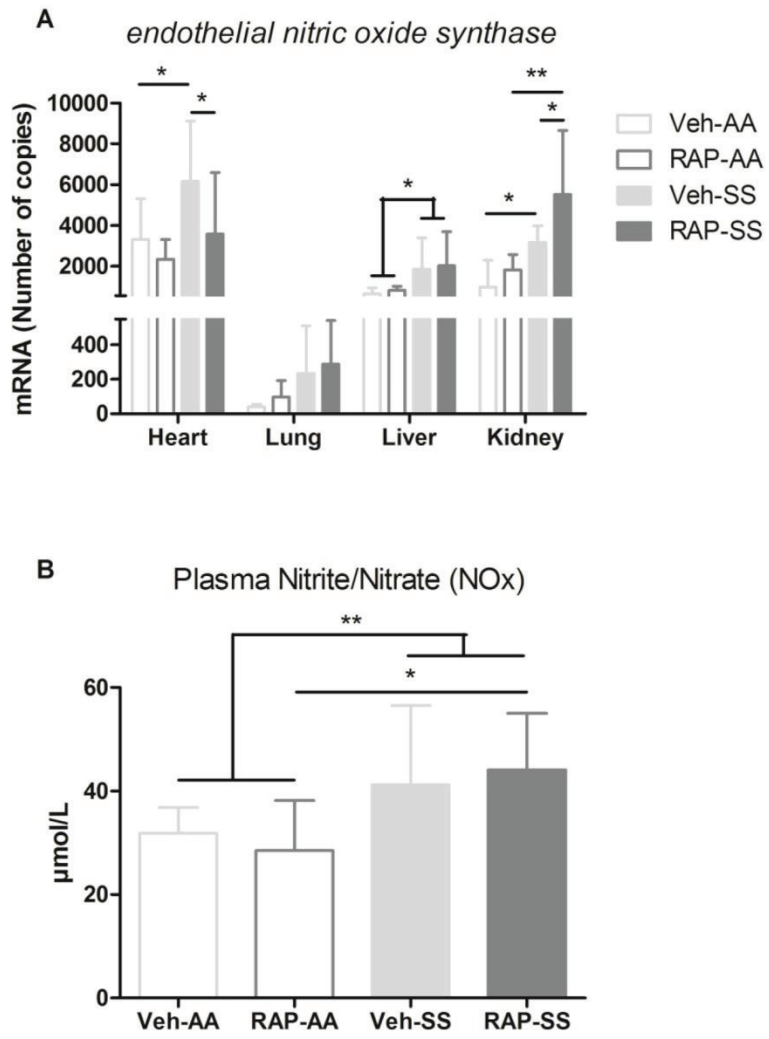 A
endothelial nitric oxide synthase
*
*
*
*
**
*
mRNA (Number of copies)
10000
8000
6000
4000
2000
400
200
0
Heart Lung Liver Kidney
Veh-AA
RAP-AA
Veh-SS
RAP-SS
B
Plasma Nitrite/Nitrate (NOx)
**
*
µmol/L
60
40
20
0
Veh-AA RAP-AA Veh-SS RAP-SS